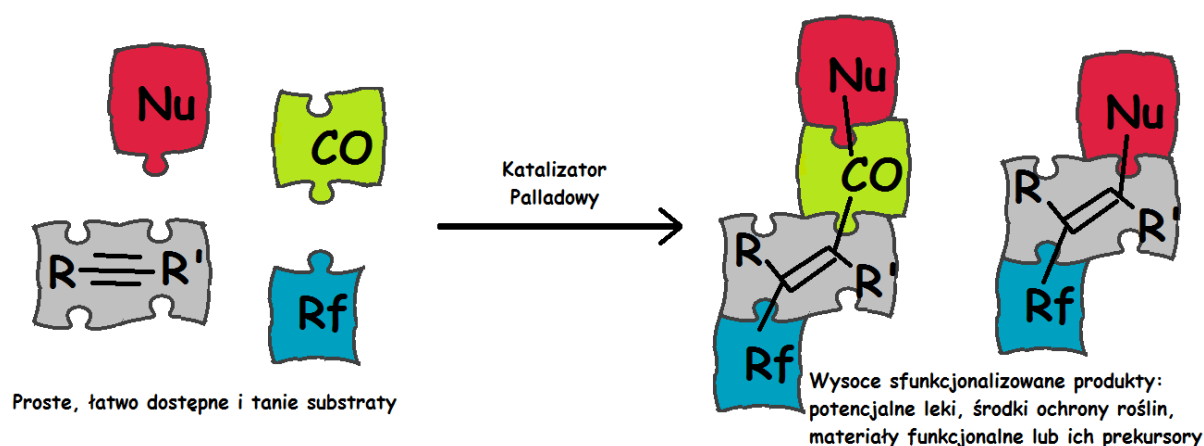 Nu
CO
R R'
Rf
Proste, łatwo dostępne i tanie substraty
Katalizator
Palladowy
Nu
CO
R
R'
Rf
Nu
R
R'
Rf
Wysoce sfunkcjonalizowane produkty:
potencjalne leki, środki ochrony roślin,
materiały funkcjonalne lub ich prekursory